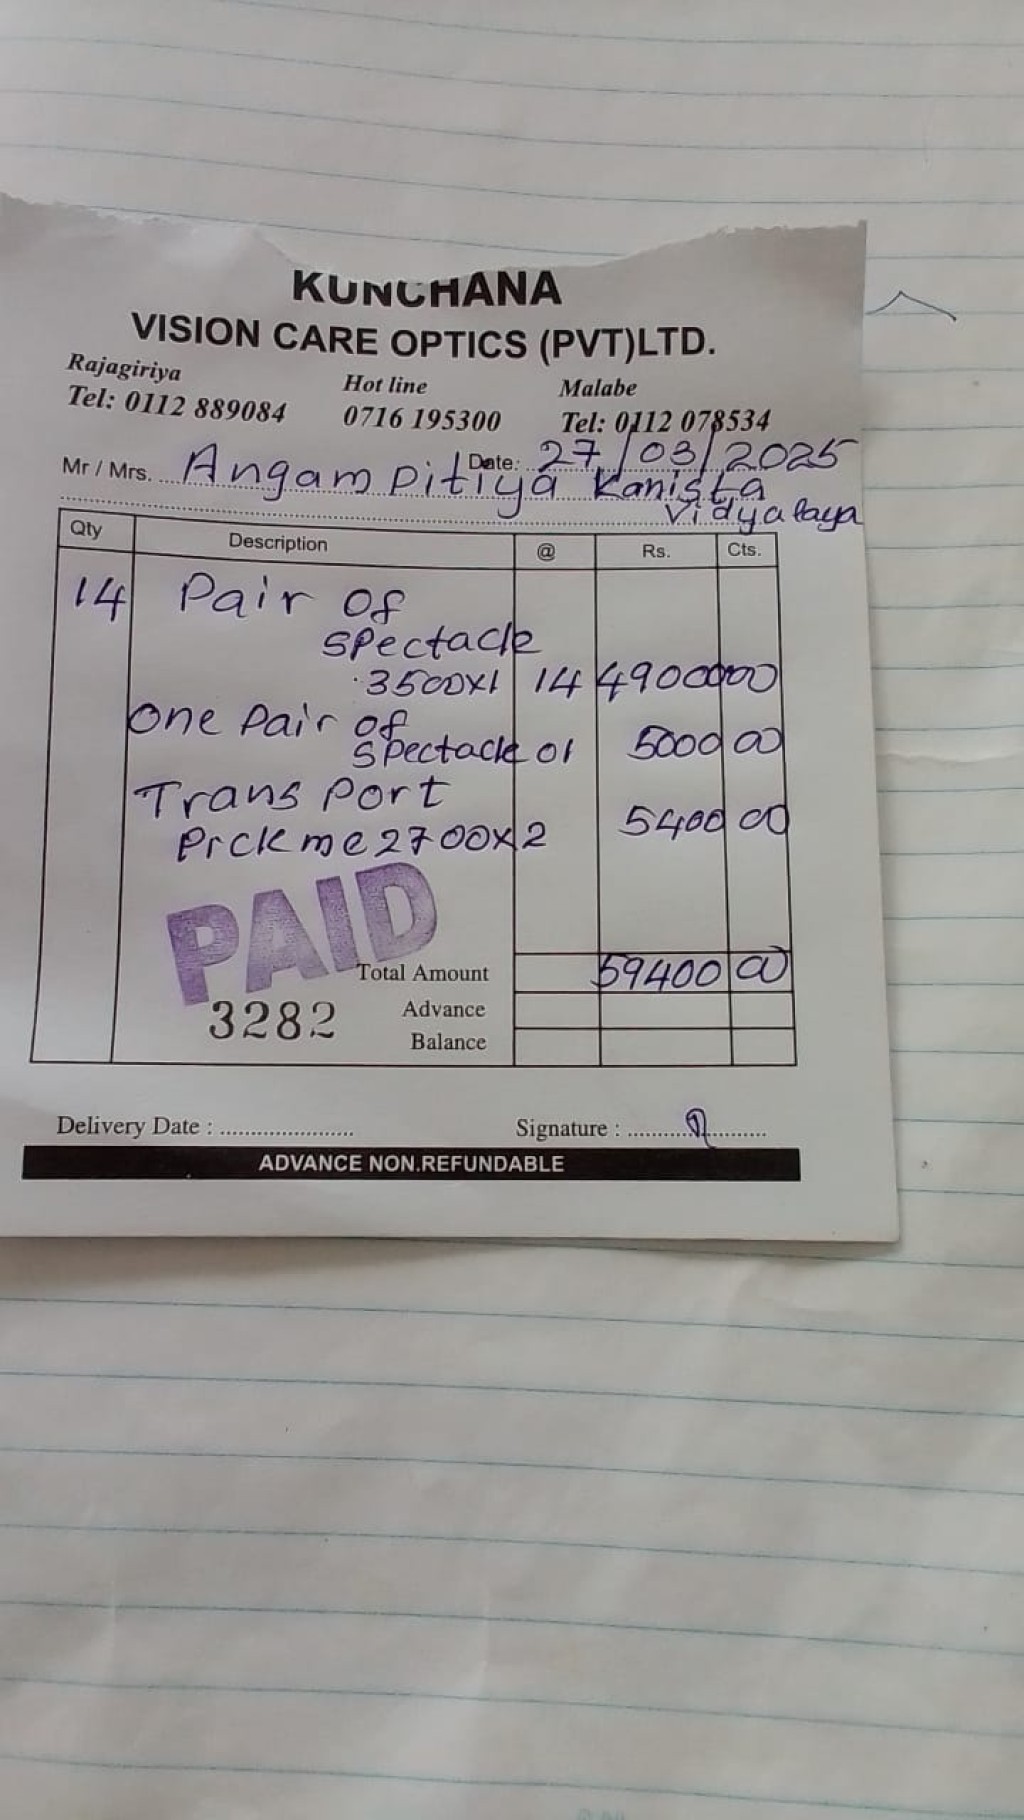 KUNCHANA
VISION CARE OPTICS (PVT)LTD.
Rajagiriya Hot line Malabe
Tel: 0112 889084 0716 195300 Tel: 0112 078534
Date: 27/03/2025
Mr / Mrs. Angampitiya Kanista
Vidyalaya
Qty Description @ Rs. Cts.
14 Pair of
Spectacle
3500x1 14 49000 00
One Pair of
Spectacle 01 5000 00
Transport
2700x2 5400 00
PAID
Total Amount 59400 00
3282 Advance
Balance
Delivery Date : ...................... Signature : ......................
ADVANCE NON.REFUNDABLE